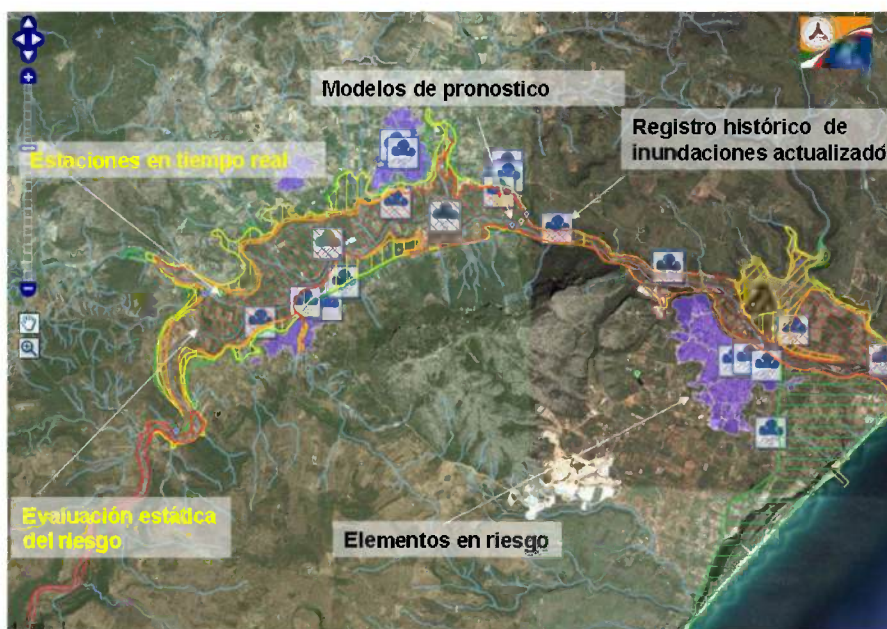 Modelos de pronostico
Registro histórico de
inundaciones actualizado
Estaciones en tiempo real
Evaluación estática
del riesgo
Elementos en riesgo